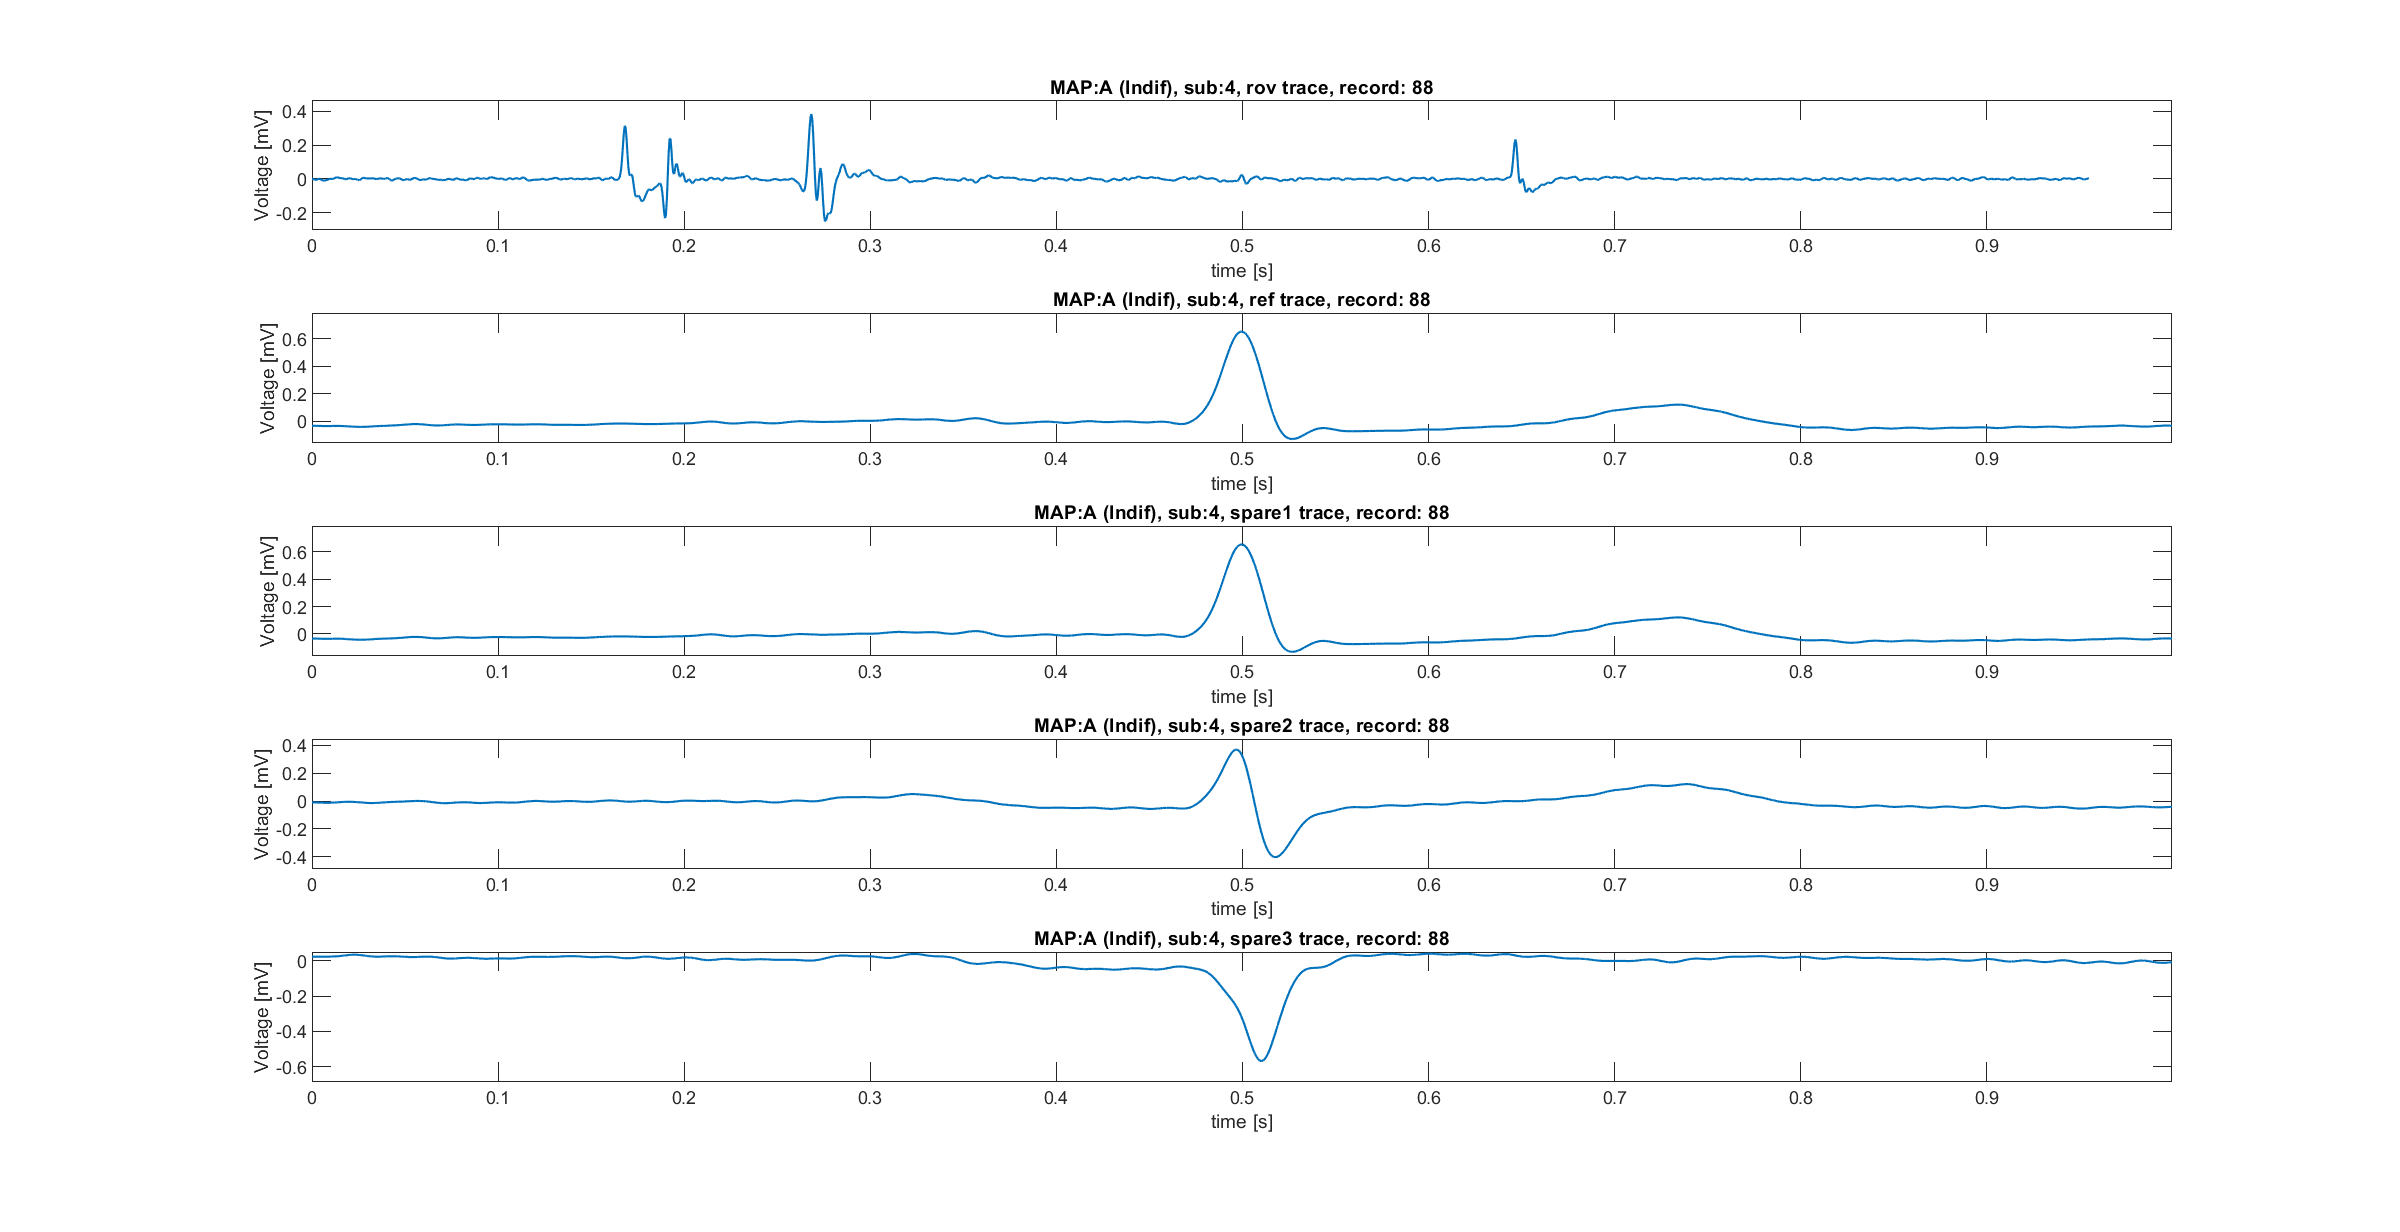 MAP:A (Indif), sub:4, rov trace, record: 88
Voltage [mV]
0.4
0.2
0
-0.2
0 0.1 0.2 0.3 0.4 0.5 0.6 0.7 0.8 0.9
time [s]
MAP:A (Indif), sub:4, ref trace, record: 88
Voltage [mV]
0.6
0.4
0.2
0
0 0.1 0.2 0.3 0.4 0.5 0.6 0.7 0.8 0.9
time [s]
MAP:A (Indif), sub:4, spare1 trace, record: 88
Voltage [mV]
0.6
0.4
0.2
0
0 0.1 0.2 0.3 0.4 0.5 0.6 0.7 0.8 0.9
time [s]
MAP:A (Indif), sub:4, spare2 trace, record: 88
Voltage [mV]
0.4
0.2
0
-0.2
-0.4
0 0.1 0.2 0.3 0.4 0.5 0.6 0.7 0.8 0.9
time [s]
MAP:A (Indif), sub:4, spare3 trace, record: 88
Voltage [mV]
0
-0.2
-0.4
-0.6
0 0.1 0.2 0.3 0.4 0.5 0.6 0.7 0.8 0.9
time [s]